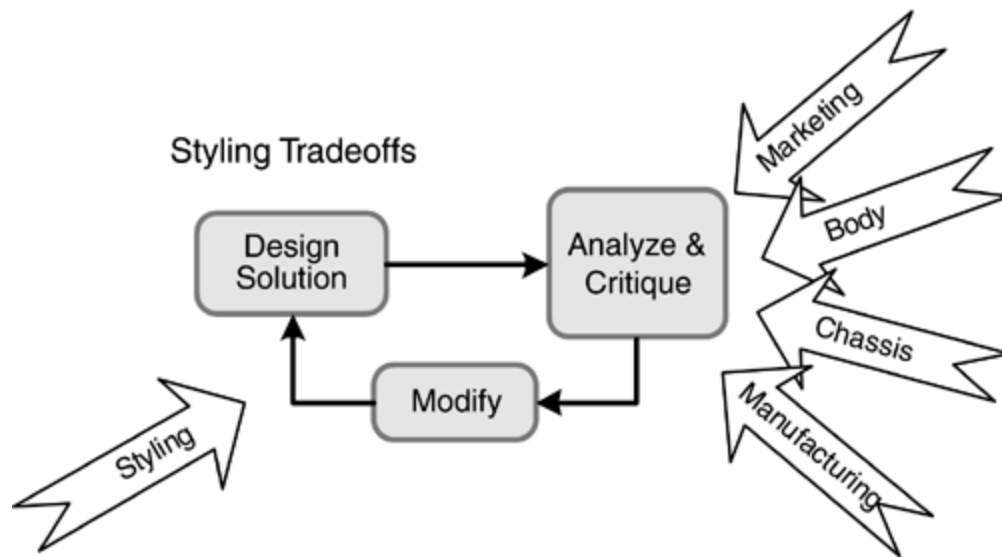 Styling Tradeoffs
Design
Solution
Analyze &
Critique
Modify
Styling
Marketing
Body
Chassis
Manufacturing